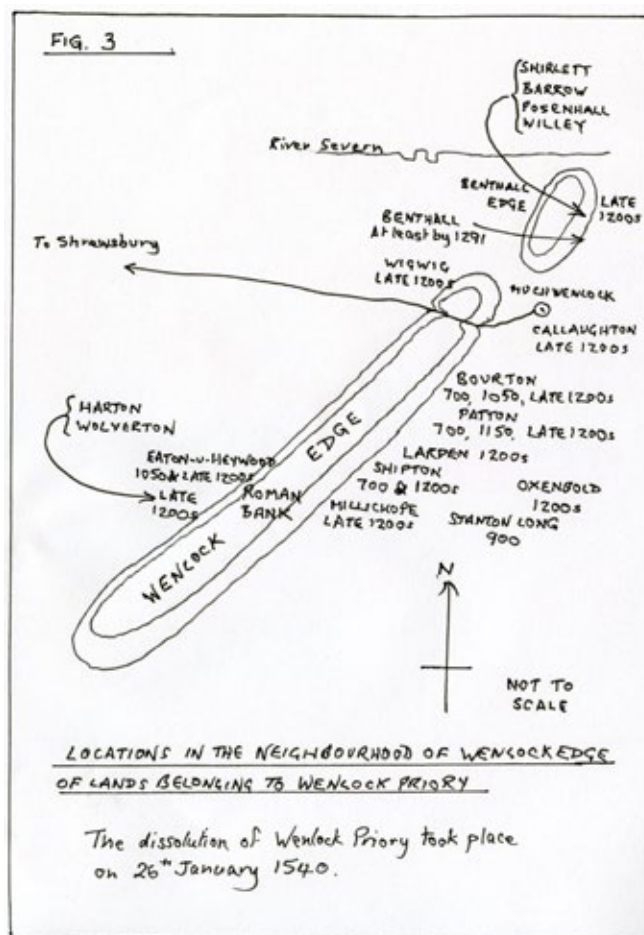 FIG. 3
SHIRLETT
BARROW
POSENHALL
WILLEY
River Severn
BENTHALL
EDGE
LATE
1200s
BENTHALL
At least by 1291
To Shrewsbury
WIGWIG
LATE 1200s
MUCH WENLOCK
CALLAUGHTON
LATE 1200s
BOURTON
700, 1050, LATE 1200s
PATTON
700, 1150, LATE 1200s
LARDEN 1200s
SHIPTON
700 & 1200s
OXENBOLD
1200s
MILLICHOPE
LATE 1200s
STANTON LONG
900
HARTON
WOLVERTON
EATON-U-HEYWOOD
1050 & LATE 1200s
LATE
1200s
ROMAN
BANK
WENLOCK EDGE
N
NOT TO
SCALE
LOCATIONS IN THE NEIGHBOURHOOD OF WENLOCK EDGE
OF LANDS BELONGING TO WENLOCK PRIORY
The dissolution of Wenlock Priory took place
on 26th January 1540.